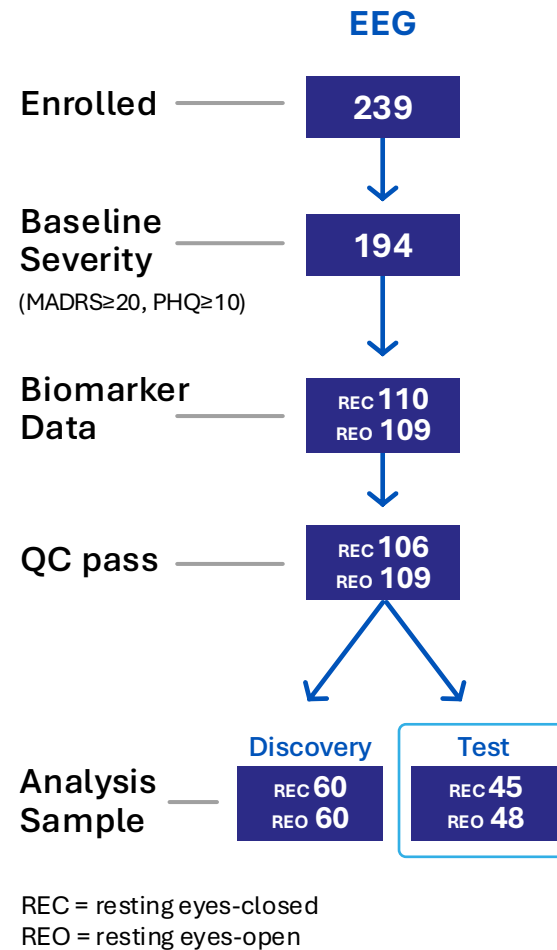 EEG
Enrolled
239
Baseline
Severity
(MADRS≥20, PHQ≥10)
194
Biomarker
Data
REC 110
REO 109
QC pass
REC 106
REO 109
Discovery
Test
Analysis
Sample
REC 60
REO 60
REC 45
REO 48
REC = resting eyes-closed
REO = resting eyes-open